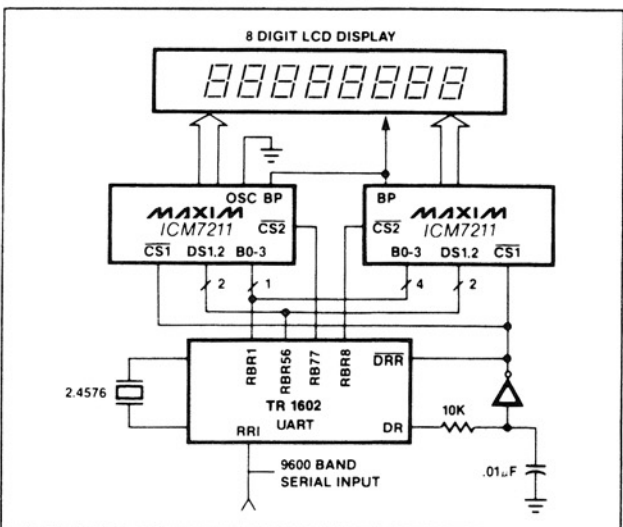 8 DIGIT LCD DISPLAY
88888888
OSC BP
BP
MAXIM
ICM7211
CS2
MAXIM
ICM7211
CS2
CS1 DS1,2 B0-3
B0-3 DS1,2 CS1
2
1
4
2
RBR1
RBR56
RB77
RBR8
DRR
2.4576
TR 1602
UART
10K
RRI
DR
.01μF
9600 BAND
SERIAL INPUT